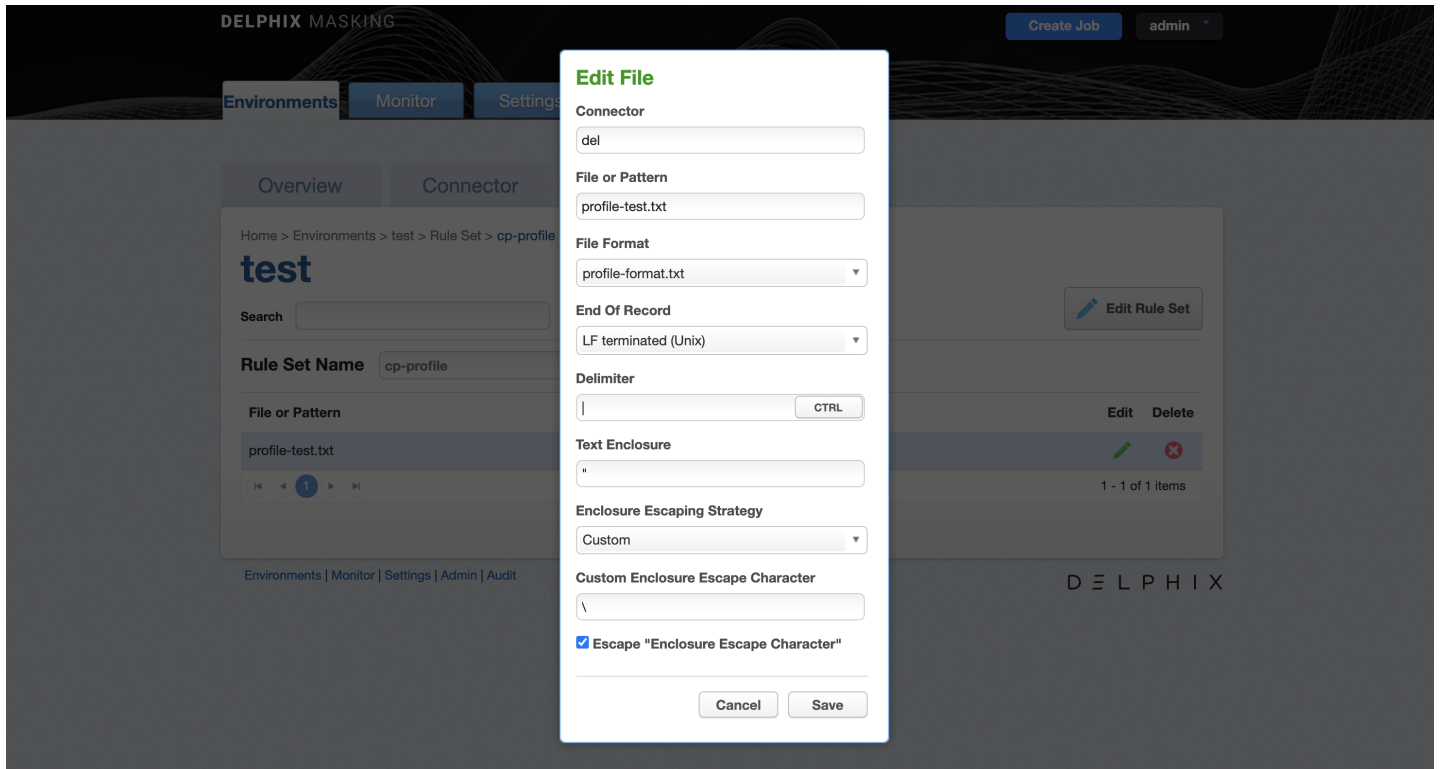 DELPHIX MASKING
Create Job
admin
Environments
Monitor
Settings
Overview
Connector
Home > Environments > test > Rule Set > cp-profile
test
Search
Edit Rule Set
Rule Set Name
cp-profile
File or Pattern
Edit
Delete
profile-test.txt
1
1 - 1 of 1 items
Environments | Monitor | Settings | Admin | Audit
DELPHIX
Edit File
Connector
del
File or Pattern
profile-test.txt
File Format
profile-format.txt
End Of Record
LF terminated (Unix)
Delimiter
|
CTRL
Text Enclosure
"
Enclosure Escaping Strategy
Custom
Custom Enclosure Escape Character
\
Escape "Enclosure Escape Character"
Cancel
Save